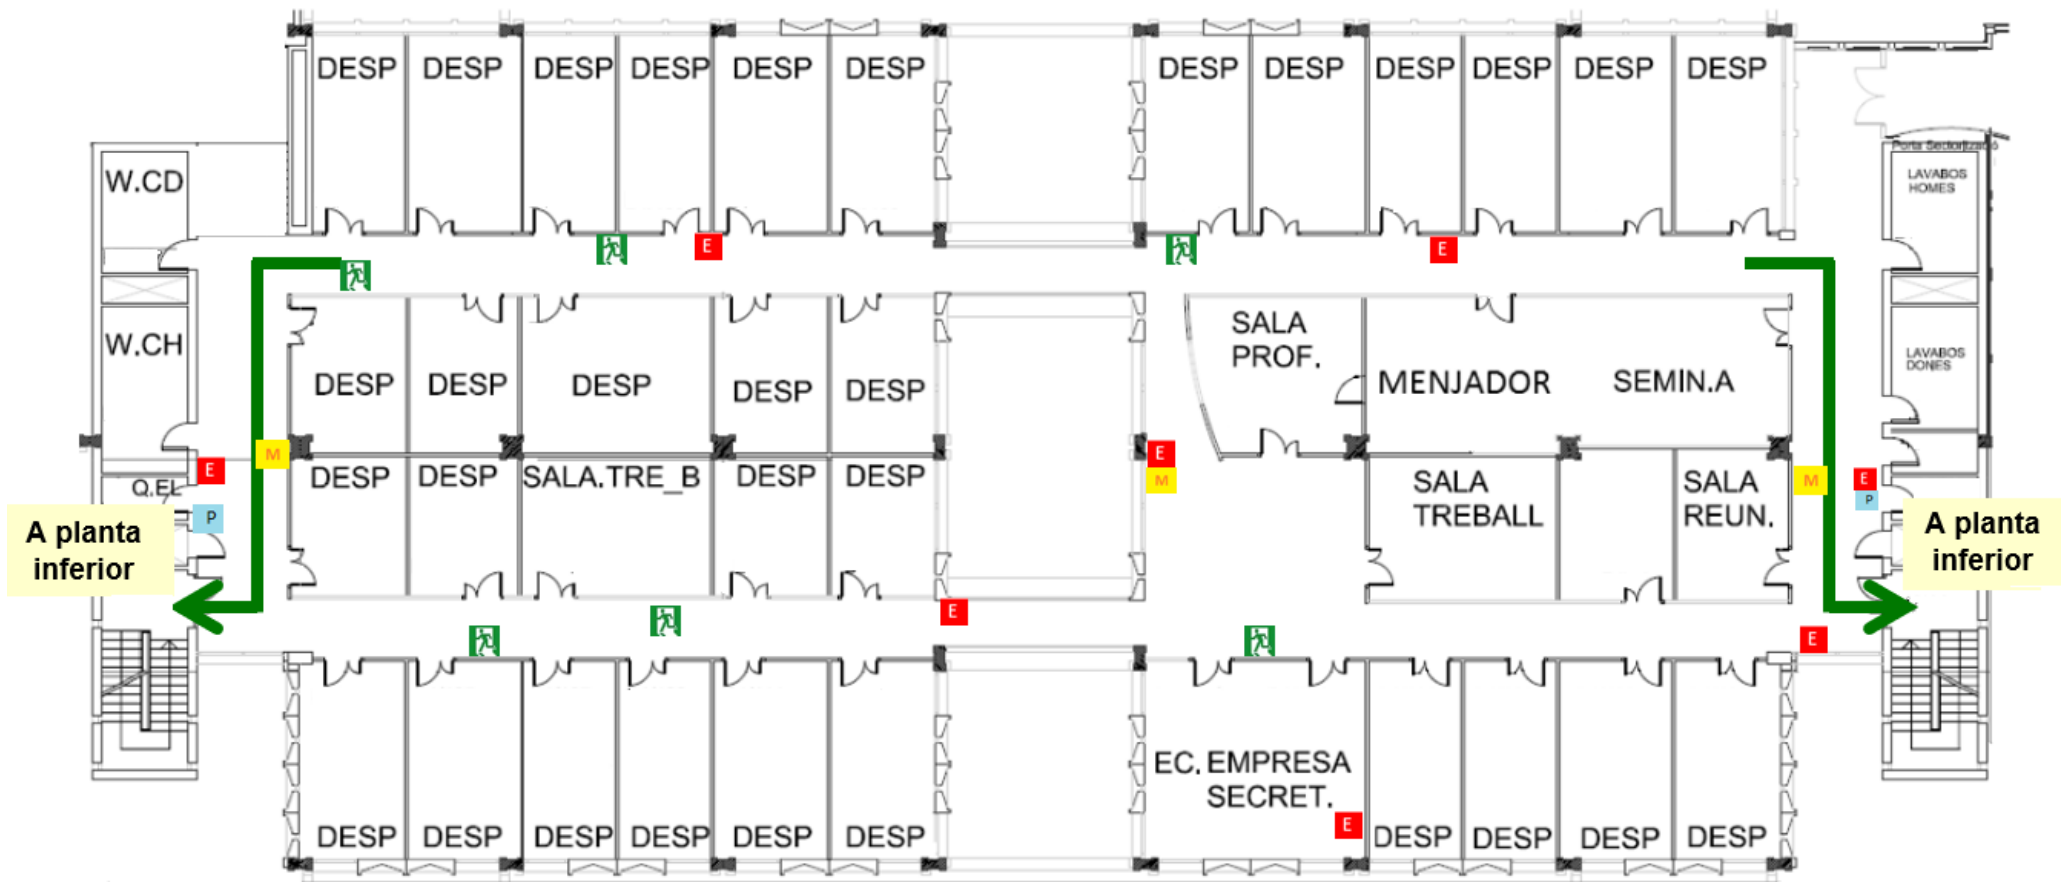 DESP DESP DESP DESP DESP DESP DESP DESP DESP DESP DESP DESP
Porta Sectorització
W.CD
LAVABOS
HOMES
E E
W.CH
SALA
PROF.
LAVABOS
DONES
DESP DESP DESP DESP DESP
MENJADOR SEMIN.A
M E
E M M E
P
DESP DESP SALA.TRE_B DESP DESP
SALA
TREBALL
SALA
REUN.
Q.EL
P
A planta
inferior
A planta
inferior
E
E
EC. EMPRESA
SECRET.
E
DESP DESP DESP DESP DESP DESP DESP DESP DESP DESP